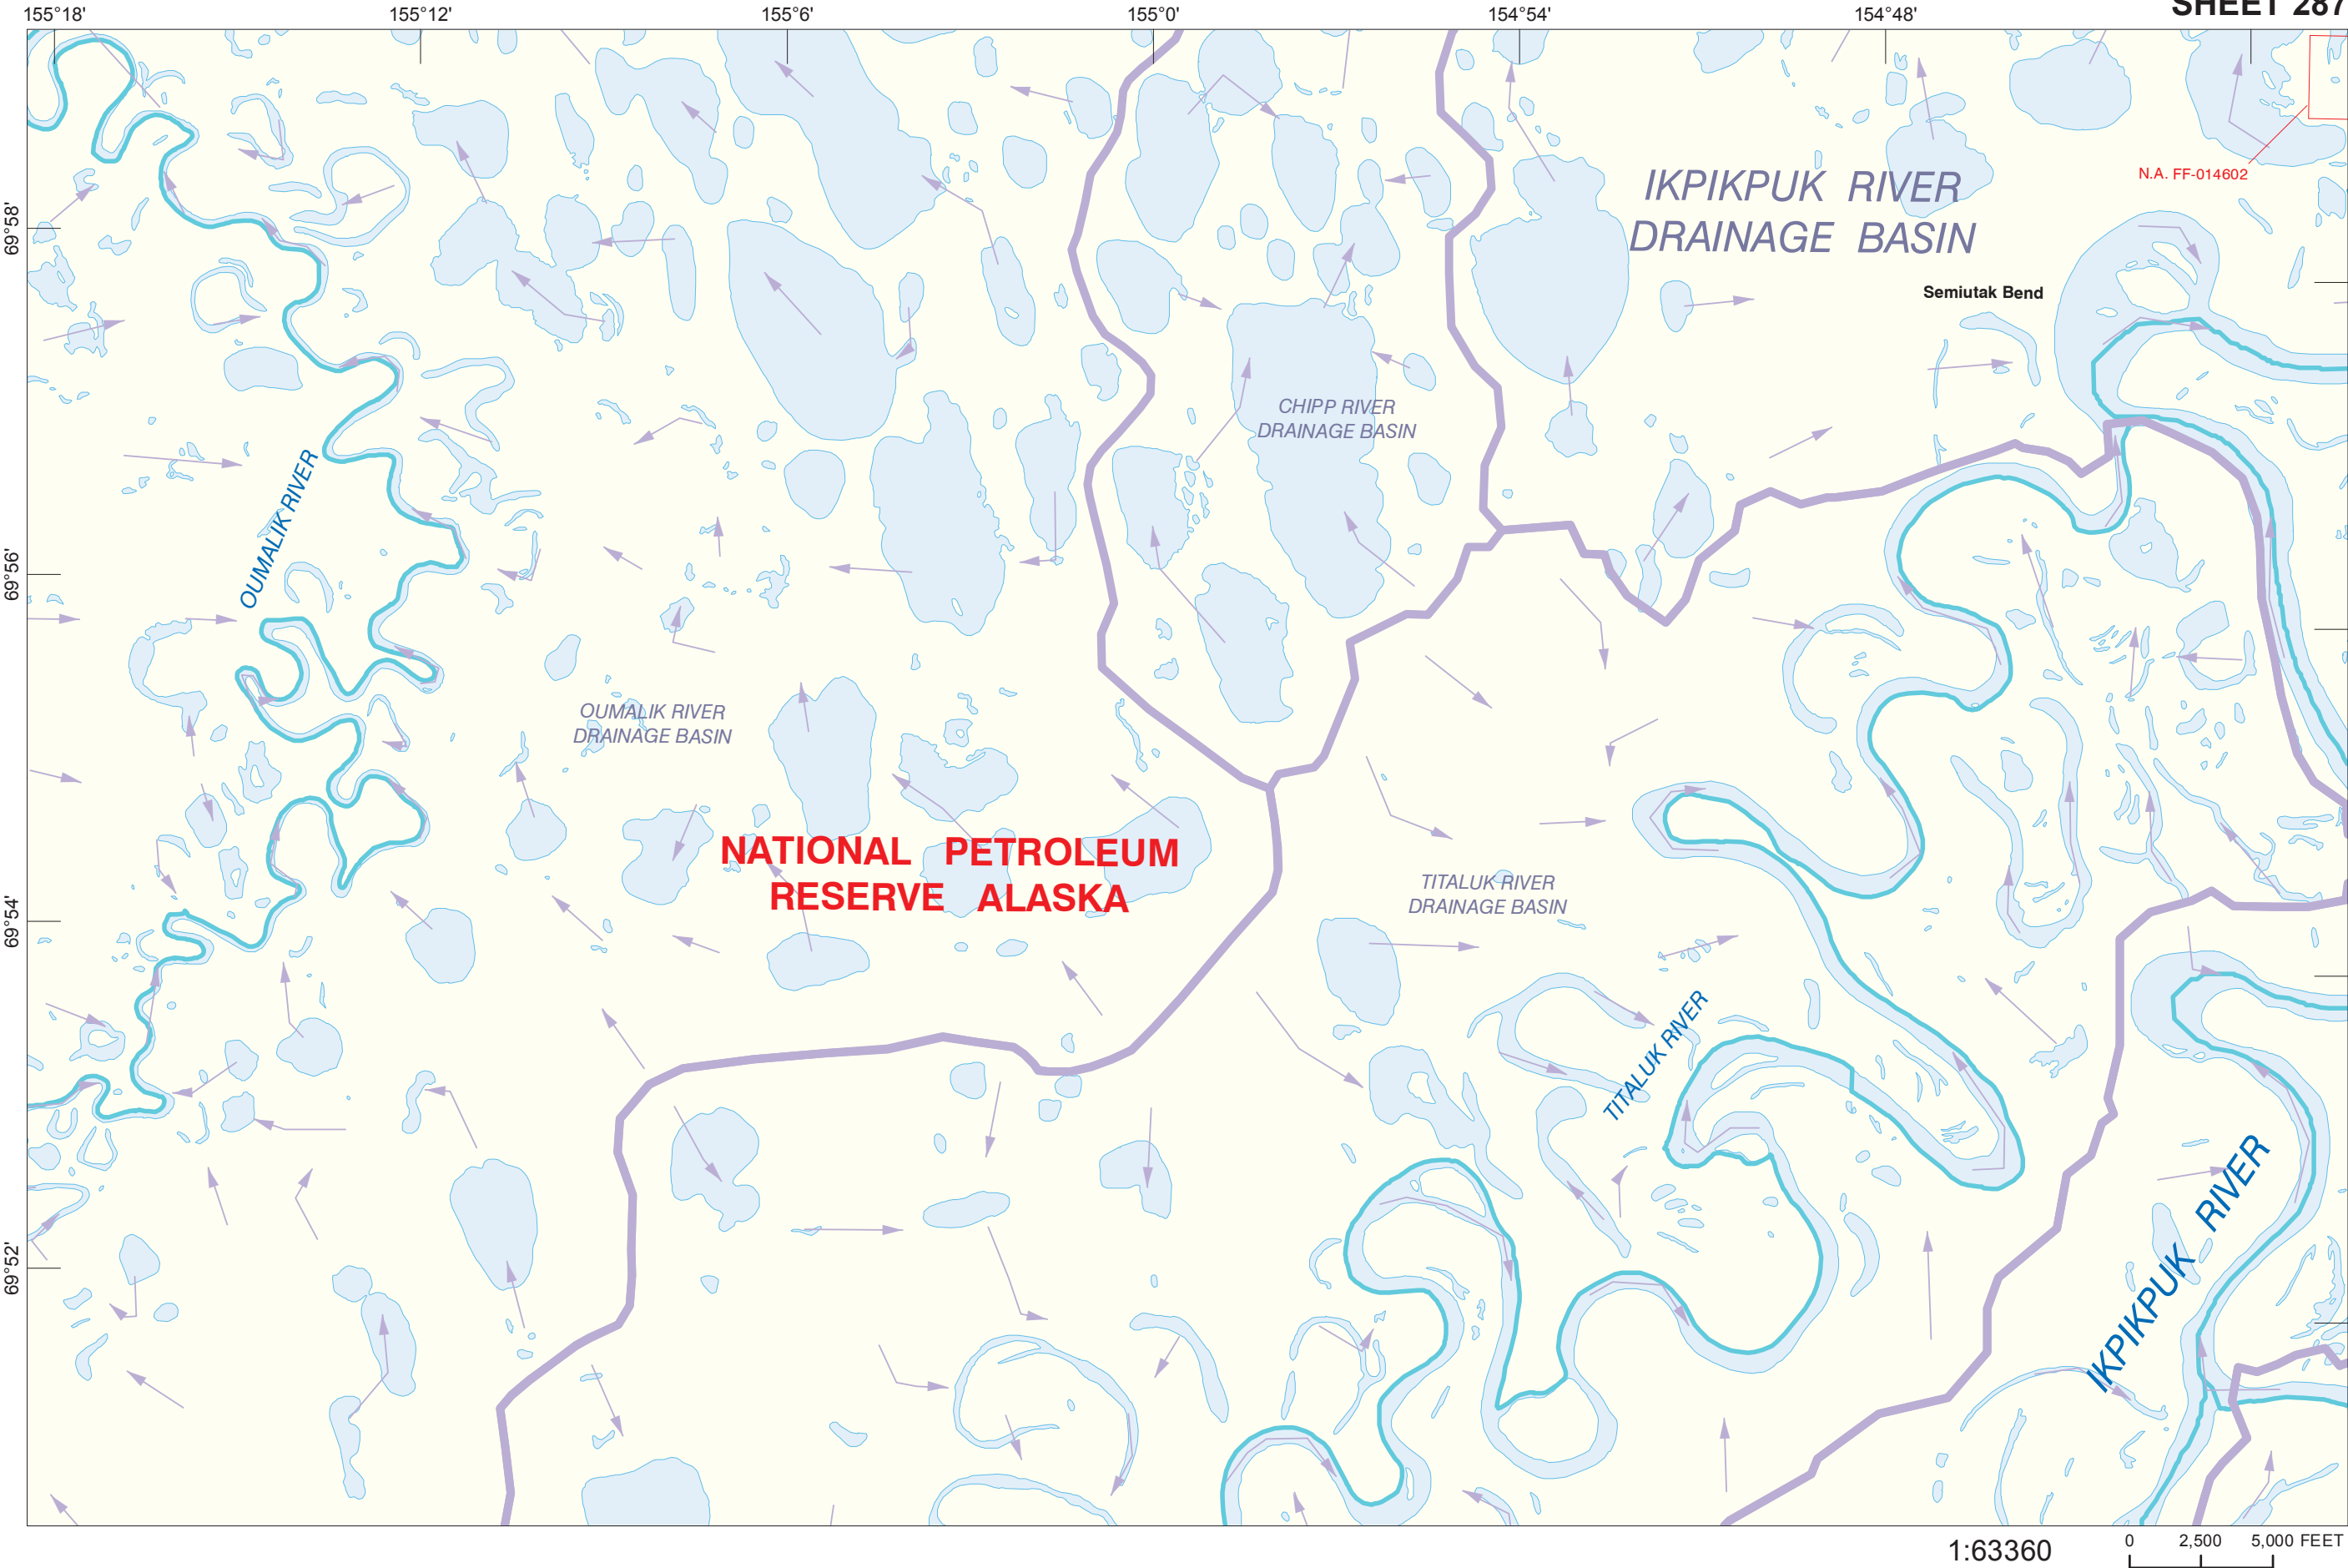 SHEET 287
155°18'
155°12'
155°6'
155°0'
154°54'
154°48'
N.A. FF-014602
IKPIKPUK RIVER
DRAINAGE BASIN
69°58'
Semiutak Bend
CHIPP RIVER
DRAINAGE BASIN
OUMALIK RIVER
69°56'
OUMALIK RIVER
DRAINAGE BASIN
NATIONAL PETROLEUM
RESERVE ALASKA
TITALUK RIVER
DRAINAGE BASIN
69°54'
TITALUK RIVER
IKPIKPUK RIVER
69°52'
1:63360
0 2,500 5,000 FEET